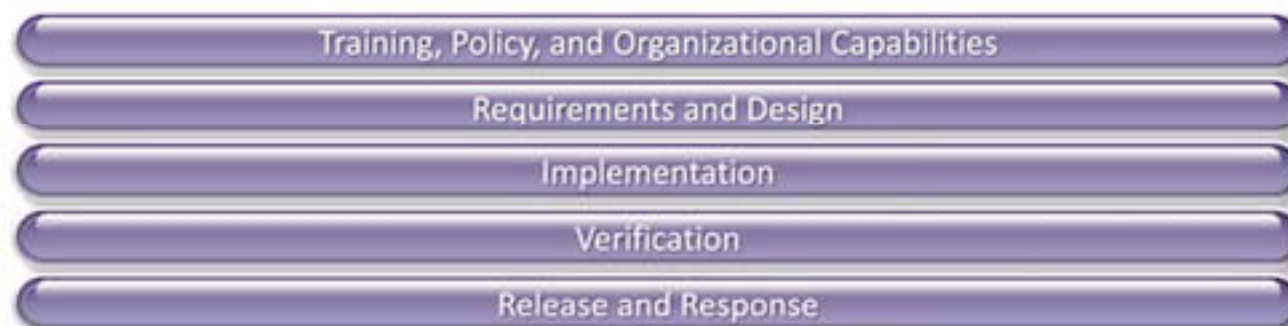 Training, Policy, and Organizational Capabilities
Requirements and Design
Implementation
Verification
Release and Response